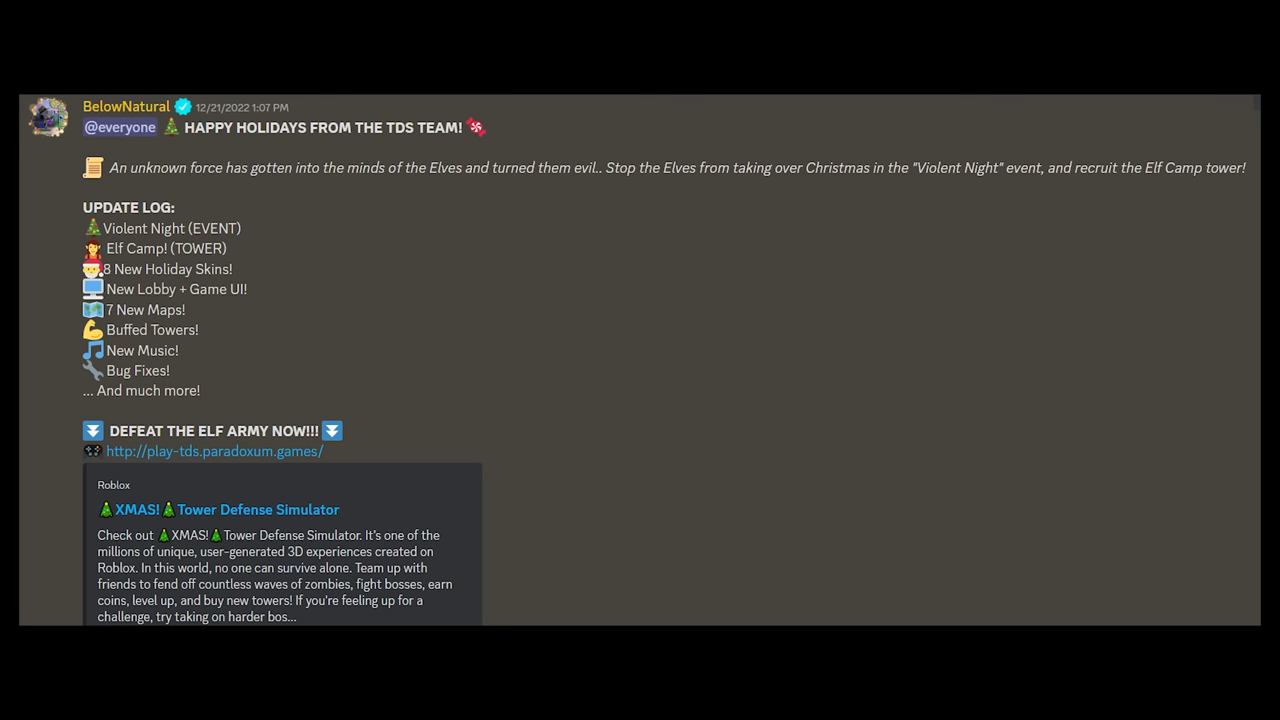 BelowNatural 12/21/2022 1:07 PM
@everyone 🎄 HAPPY HOLIDAYS FROM THE TDS TEAM! 🍬
📜 An unknown force has gotten into the minds of the Elves and turned them evil.. Stop the Elves from taking over Christmas in the "Violent Night" event, and recruit the Elf Camp tower!
UPDATE LOG:
🎄Violent Night (EVENT)
🧝 Elf Camp! (TOWER)
🎅8 New Holiday Skins!
🖥️ New Lobby + Game UI!
🗺️ 7 New Maps!
💪 Buffed Towers!
🎵 New Music!
🔧 Bug Fixes!
... And much more!
⏬ DEFEAT THE ELF ARMY NOW!!! ⏬
🎮 http://play-tds.paradoxum.games/
Roblox
🎄XMAS!🎄Tower Defense Simulator
Check out 🎄XMAS!🎄Tower Defense Simulator. It's one of the
millions of unique, user-generated 3D experiences created on
Roblox. In this world, no one can survive alone. Team up with
friends to fend off countless waves of zombies, fight bosses, earn
coins, level up, and buy new towers! If you're feeling up for a
challenge, try taking on harder bos...